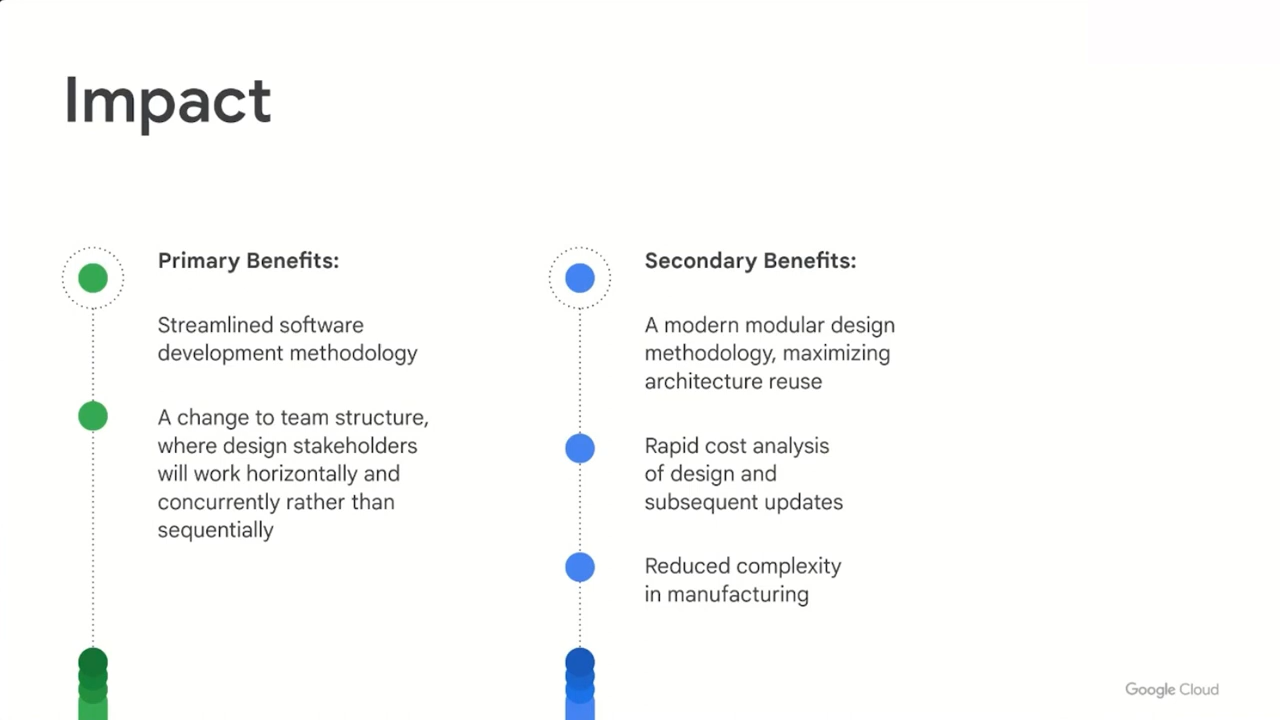 Impact
Primary Benefits:
Streamlined software
development methodology
A change to team structure,
where design stakeholders
will work horizontally and
concurrently rather than
sequentially
Secondary Benefits:
A modern modular design
methodology, maximizing
architecture reuse
Rapid cost analysis
of design and
subsequent updates
Reduced complexity
in manufacturing
Google Cloud